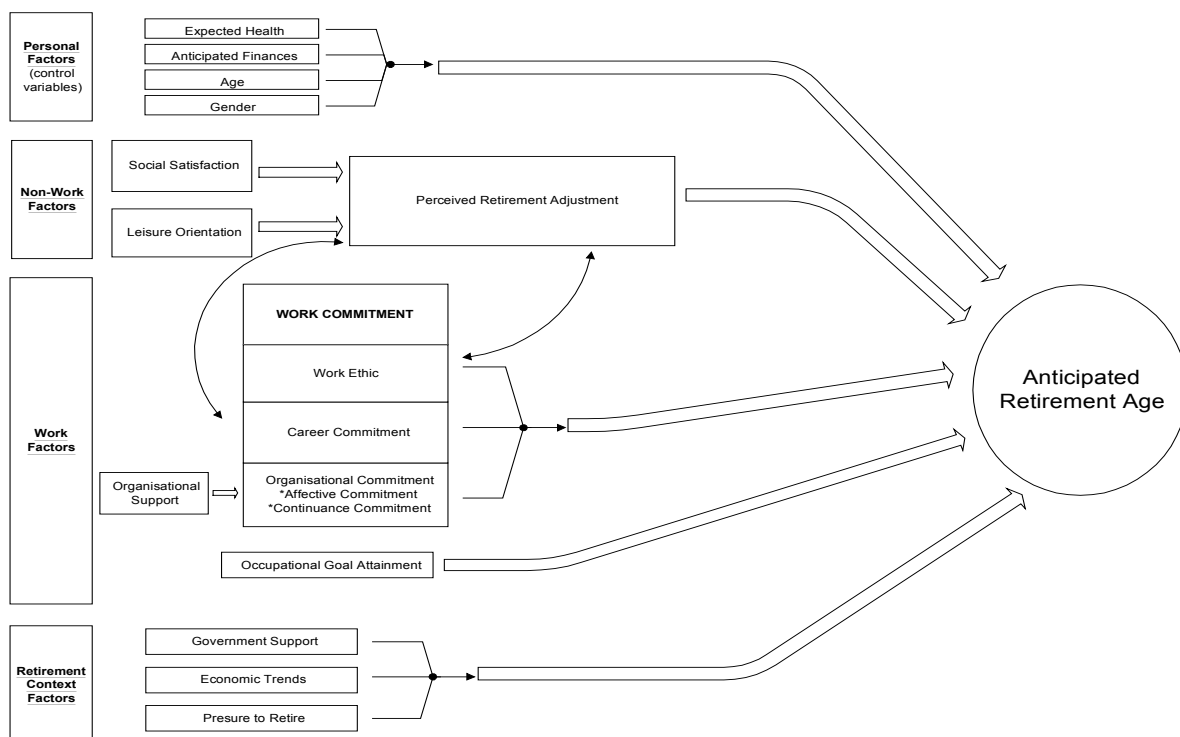 Personal
Factors
(control
variables)
Expected Health
Anticipated Finances
Age
Gender
Non-Work
Factors
Social Satisfaction
Leisure Orientation
Perceived Retirement Adjustment
Work
Factors
WORK COMMITMENT
Work Ethic
Career Commitment
Organisational Commitment
*Affective Commitment
*Continuance Commitment
Organisational
Support
Occupational Goal Attainment
Retirement
Context
Factors
Government Support
Economic Trends
Presure to Retire
Anticipated
Retirement Age